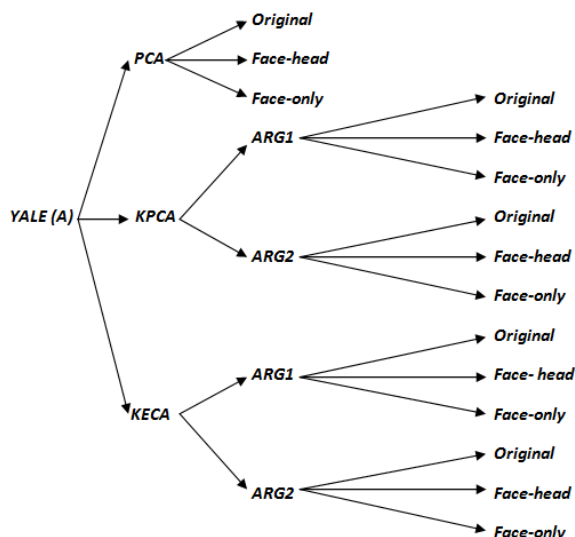 Original
PCA
Face-head
Face-only
Original
ARG1
Face-head
Face-only
YALE (A)
KPCA
Original
ARG2
Face-head
Face-only
Original
ARG1
Face- head
KECA
Face-only
Original
ARG2
Face-head
Face-only